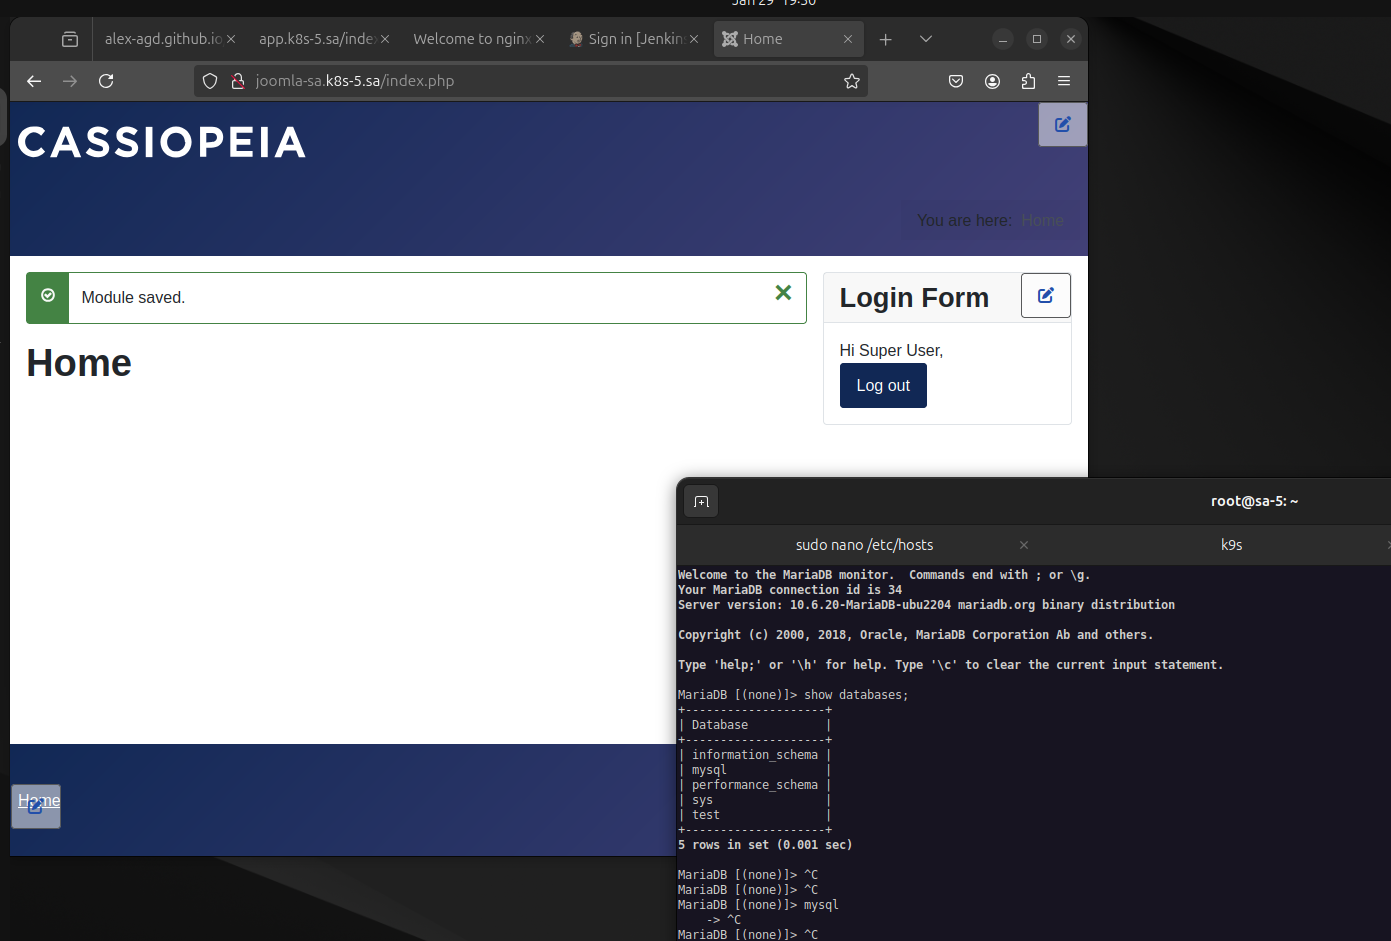 Jan 29 19:50
alex-agd.github.io
app.k8s-5.sa/index
Welcome to nginx
Sign in [Jenkins
Home
joomla-sa.k8s-5.sa/index.php
CASSIOPEIA
You are here: Home
Module saved.
Login Form
Home
Hi Super User,
Log out
Home
root@sa-5: ~
sudo nano /etc/hosts
k9s
Welcome to the MariaDB monitor.  Commands end with ; or \g.
Your MariaDB connection id is 34
Server version: 10.6.20-MariaDB-ubu2204 mariadb.org binary distribution
Copyright (c) 2000, 2018, Oracle, MariaDB Corporation Ab and others.
Type 'help;' or '\h' for help. Type '\c' to clear the current input statement.
MariaDB [(none)]> show databases;
+--------------------+
| Database           |
+--------------------+
| information_schema |
| mysql              |
| performance_schema |
| sys                |
| test               |
+--------------------+
5 rows in set (0.001 sec)
MariaDB [(none)]> ^C
MariaDB [(none)]> ^C
MariaDB [(none)]> mysql
    -> ^C
MariaDB [(none)]> ^C